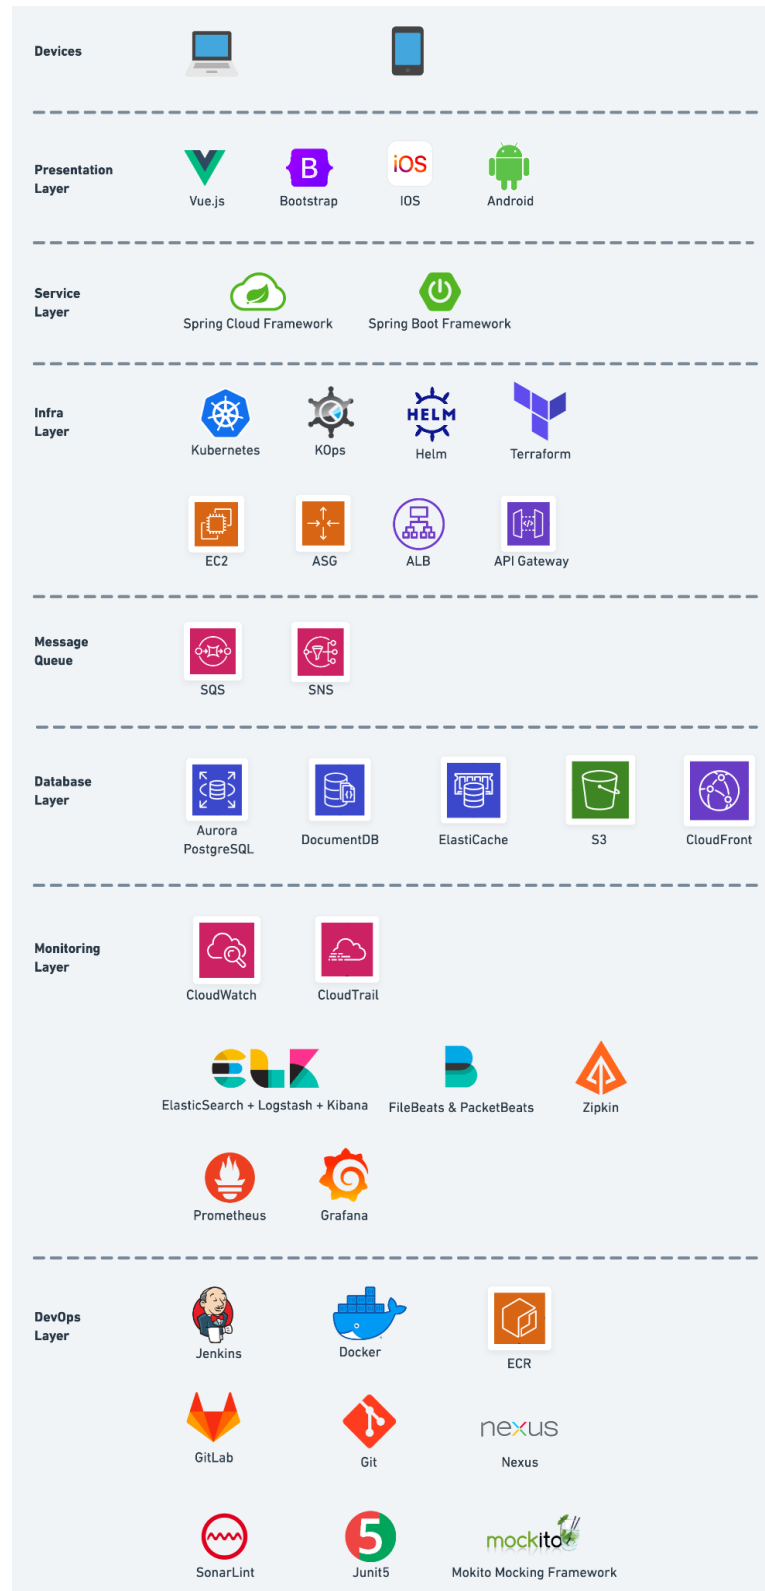 Devices
Presentation
Layer
B
iOS
Vue.js
Bootstrap
IOS
Android
Service
Layer
Spring Cloud Framework
Spring Boot Framework
Infra
Layer
HELM
Kubernetes
KOps
Helm
Terraform
EC2
ASG
ALB
API Gateway
Message
Queue
SQS
SNS
Database
Layer
Aurora
PostgreSQL
DocumentDB
ElastiCache
S3
CloudFront
Monitoring
Layer
CloudWatch
CloudTrail
ELK
B
ElasticSearch + Logstash + Kibana
FileBeats & PacketBeats
Zipkin
Prometheus
Grafana
DevOps
Layer
Jenkins
Docker
ECR
nexus
GitLab
Git
Nexus
5
mockito
SonarLint
Junit5
Mokito Mocking Framework